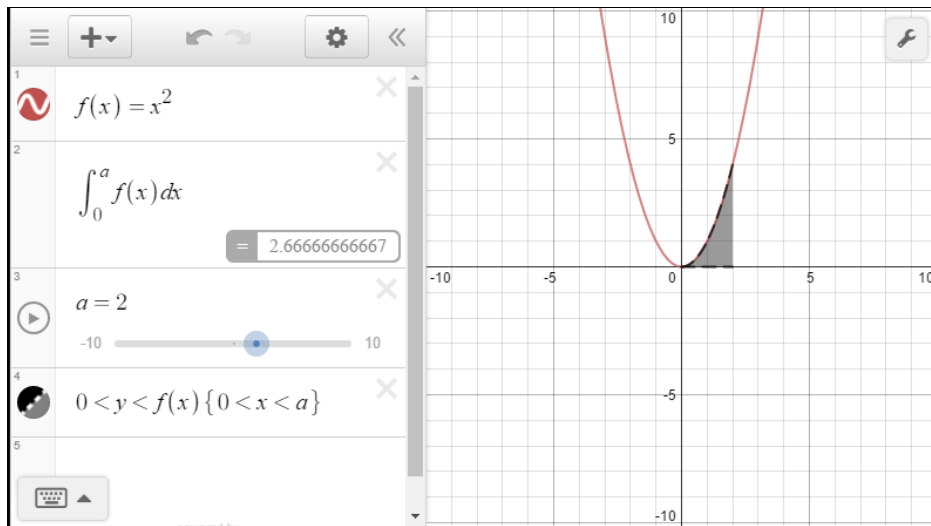 1
f(x) = x²
2
∫₀ᵃ f(x)dx
= 2.66666666667
3
a = 2
-10 10
4
0 < y < f(x) {0 < x < a}
5
10
5
-10 -5 0 5 10
-5
-10